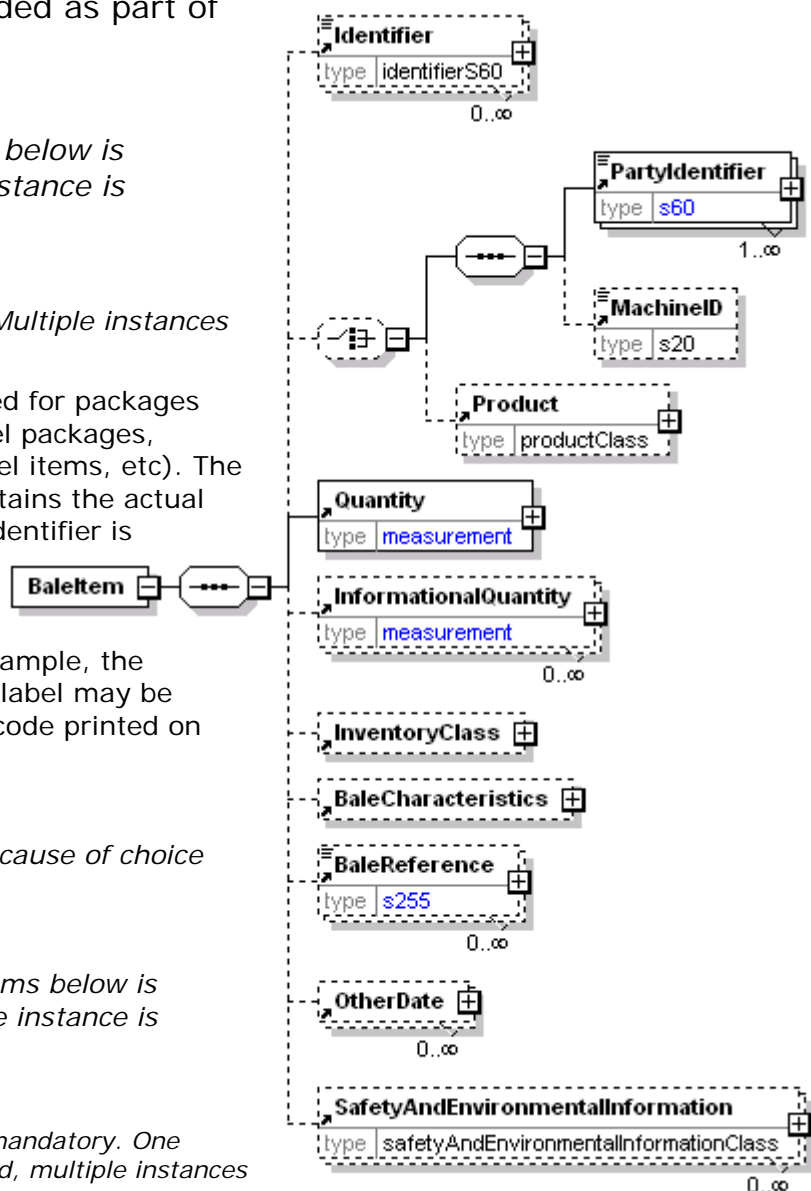 ded as part of
below is
stance is
Multiple instances
ed for packages
el packages,
el items, etc). The
tains the actual
dentifier is
ample, the
label may be
code printed on
cause of choice
ms below is
e instance is
mandatory. One
d, multiple instances
BaleItem
Identifier
type identifierS60
0..∞
PartyIdentifier
type s60
1..∞
MachineID
type s20
Product
type productClass
Quantity
type measurement
InformationalQuantity
type measurement
0..∞
InventoryClass
BaleCharacteristics
BaleReference
type s255
0..∞
OtherDate
0..∞
SafetyAndEnvironmentalInformation
type safetyAndEnvironmentalInformationClass
0..∞